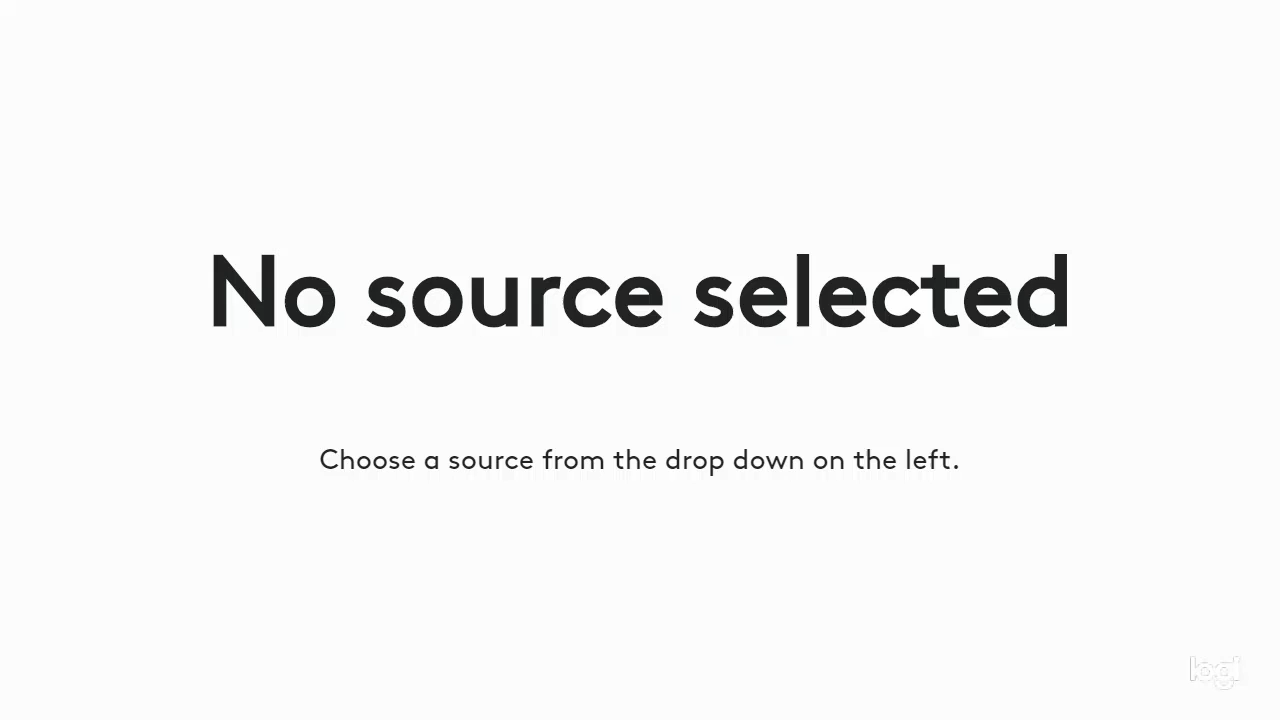 No source selected
Choose a source from the drop down on the left.
logi